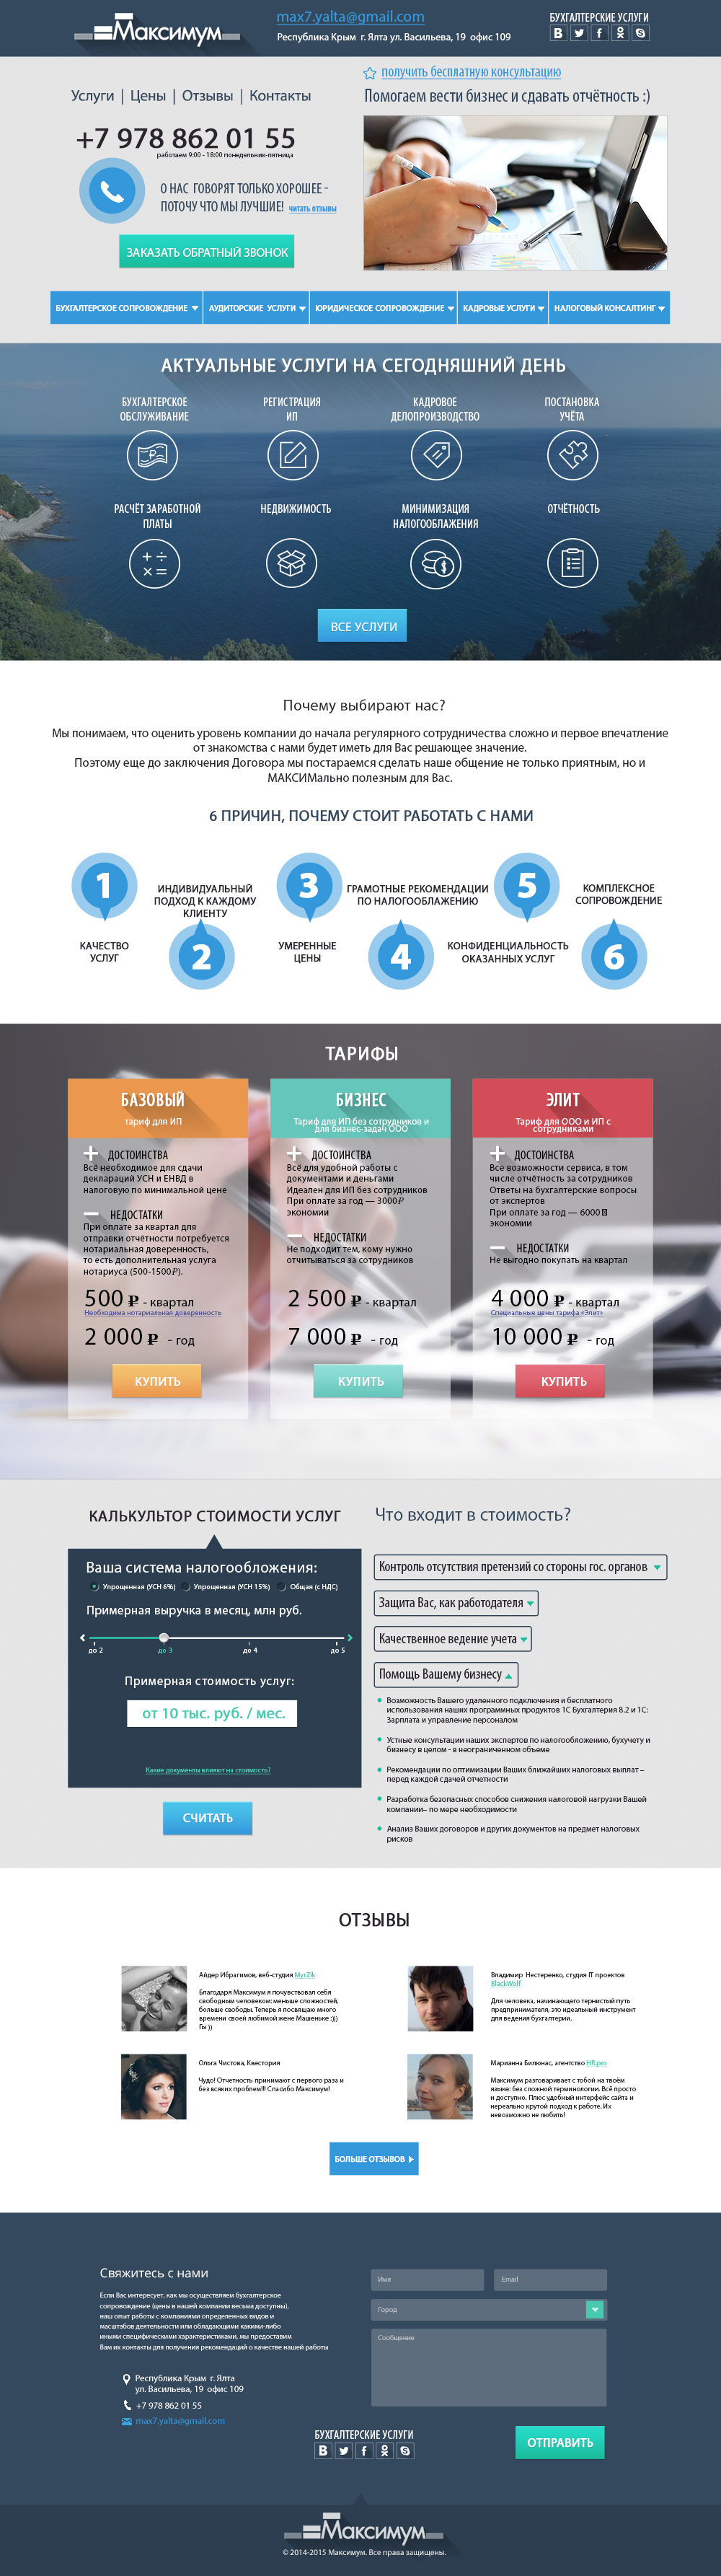 Максимум
max7.yalta@gmail.com
Республика Крым г. Ялта ул. Васильева, 19 офис 109
БУХГАЛТЕРСКИЕ УСЛУГИ
получить бесплатную консультацию
Услуги | Цены | Отзывы | Контакты
Помогаем вести бизнес и сдавать отчётность :)
+7 978 862 01 55
работаем 9:00 - 18:00 понедельник-пятница
О НАС ГОВОРЯТ ТОЛЬКО ХОРОШЕЕ -
ПОТОЧУ ЧТО МЫ ЛУЧШИЕ! читать отзывы
ЗАКАЗАТЬ ОБРАТНЫЙ ЗВОНОК
БУХГАЛТЕРСКОЕ СОПРОВОЖДЕНИЕ
АУДИТОРСКИЕ УСЛУГИ
ЮРИДИЧЕСКОЕ СОПРОВОЖДЕНИЕ
КАДРОВЫЕ УСЛУГИ
НАЛОГОВЫЙ КОНСАЛТИНГ
АКТУАЛЬНЫЕ УСЛУГИ НА СЕГОДНЯШНИЙ ДЕНЬ
БУХГАЛТЕРСКОЕ
ОБСЛУЖИВАНИЕ
РЕГИСТРАЦИЯ
ИП
КАДРОВОЕ
ДЕЛОПРОИЗВОДСТВО
ПОСТАНОВКА
УЧЁТА
РАСЧЁТ ЗАРАБОТНОЙ
ПЛАТЫ
НЕДВИЖИМОСТЬ
МИНИМИЗАЦИЯ
НАЛОГООБЛАЖЕНИЯ
ОТЧЁТНОСТЬ
ВСЕ УСЛУГИ
Почему выбирают нас?
Мы понимаем, что оценить уровень компании до начала регулярного сотрудничества сложно и первое впечатление
от знакомства с нами будет иметь для Вас решающее значение.
Поэтому еще до заключения Договора мы постараемся сделать наше общение не только приятным, но и
МАКСИМально полезным для Вас.
6 ПРИЧИН, ПОЧЕМУ СТОИТ РАБОТАТЬ С НАМИ
1
КАЧЕСТВО
УСЛУГ
ИНДИВИДУАЛЬНЫЙ
ПОДХОД К КАЖДОМУ
КЛИЕНТУ
2
3
УМЕРЕННЫЕ
ЦЕНЫ
ГРАМОТНЫЕ РЕКОМЕНДАЦИИ
ПО НАЛОГООБЛАЖЕНИЮ
4
5
КОНФИДЕНЦИАЛЬНОСТЬ
ОКАЗАННЫХ УСЛУГ
КОМПЛЕКСНОЕ
СОПРОВОЖДЕНИЕ
6
ТАРИФЫ
БАЗОВЫЙ
тариф для ИП
ДОСТОИНСТВА
Всё необходимое для сдачи
деклараций УСН и ЕНВД в
налоговую по минимальной цене
НЕДОСТАТКИ
При оплате за квартал для
отправки отчётности потребуется
нотариальная доверенность,
то есть дополнительная услуга
нотариуса (500-1500₽).
500 ₽ - квартал
Необходима нотариальная доверенность
2 000 ₽ - год
КУПИТЬ
БИЗНЕС
Тариф для ИП без сотрудников и
для бизнес-задач ООО
ДОСТОИНСТВА
Всё для удобной работы с
документами и деньгами
Идеален для ИП без сотрудников
При оплате за год — 3000₽
экономии
НЕДОСТАТКИ
Не подходит тем, кому нужно
отчитываться за сотрудников
2 500 ₽ - квартал
7 000 ₽ - год
КУПИТЬ
ЭЛИТ
Тариф для ООО и ИП с
сотрудниками
ДОСТОИНСТВА
Все возможности сервиса, в том
числе отчётность за сотрудников
Ответы на бухгалтерские вопросы
от экспертов
При оплате за год — 6000
экономии
НЕДОСТАТКИ
Не выгодно покупать на квартал
4 000 ₽ - квартал
Специальные цены тарифа «Элит»
10 000 ₽ - год
КУПИТЬ
КАЛЬКУЛЬТОР СТОИМОСТИ УСЛУГ
Ваша система налогообложения:
Упрощенная (УСН 6%) Упрощенная (УСН 15%) Общая (с НДС)
Примерная выручка в месяц, млн руб.
до 2 до 3 до 4 до 5
Примерная стоимость услуг:
от 10 тыс. руб. / мес.
Какие документы влияют на стоимость?
СЧИТАТЬ
Что входит в стоимость?
Контроль отсутствия претензий со стороны гос. органов
Защита Вас, как работодателя
Качественное ведение учета
Помощь Вашему бизнесу
Возможность Вашего удаленного подключения и бесплатного
использования наших программных продуктов 1С Бухгалтерия 8.2 и 1С:
Зарплата и управление персоналом
Устные консультации наших экспертов по налогообложению, бухучету и
бизнесу в целом - в неограниченном объеме
Рекомендации по оптимизации Ваших ближайших налоговых выплат –
перед каждой сдачей отчетности
Разработка безопасных способов снижения налоговой нагрузки Вашей
компании– по мере необходимости
Анализ Ваших договоров и других документов на предмет налоговых
рисков
ОТЗЫВЫ
Айдер Ибрагимов, веб-студия MyrZik
Благодаря Максимум я почувствовал себя
свободным человеком: меньше сложностей,
больше свободы. Теперь я посвящаю много
времени своей любимой жене Машеньке :)))
Гы ))
Владимир Нестеренко, студия IT проектов
BlackWolf
Для человека, начинающего тернистый путь
предпринимателя, это идеальный инструмент
для ведения бухгалтерии.
Ольга Чистова, Квестория
Чудо! Отчетность принимают с первого раза и
без всяких проблем!!! Спасибо Максимум!
Марианна Билюнас, агентство HR.pro
Максимум разговаривает с тобой на твоём
языке: без сложной терминологии. Всё просто
и доступно. Плюс удобный интерфейс сайта и
нереально крутой подход к работе. Их
невозможно не любить!
БОЛЬШЕ ОТЗЫВОВ
Свяжитесь с нами
Если Вас интересует, как мы осуществляем бухгалтерское
сопровождение (цены в нашей компании весьма доступны),
наш опыт работы с компаниями определенных видов и
масштабов деятельности или обладающими какими-либо
иными специфическими характеристиками, мы предоставим
Вам их контакты для получения рекомендаций о качестве нашей работы
Республика Крым г. Ялта
ул. Васильева, 19 офис 109
+7 978 862 01 55
max7.yalta@gmail.com
Имя
Email
Город
Сообщение
БУХГАЛТЕРСКИЕ УСЛУГИ
ОТПРАВИТЬ
Максимум
© 2014-2015 Максимум. Все права защищены.